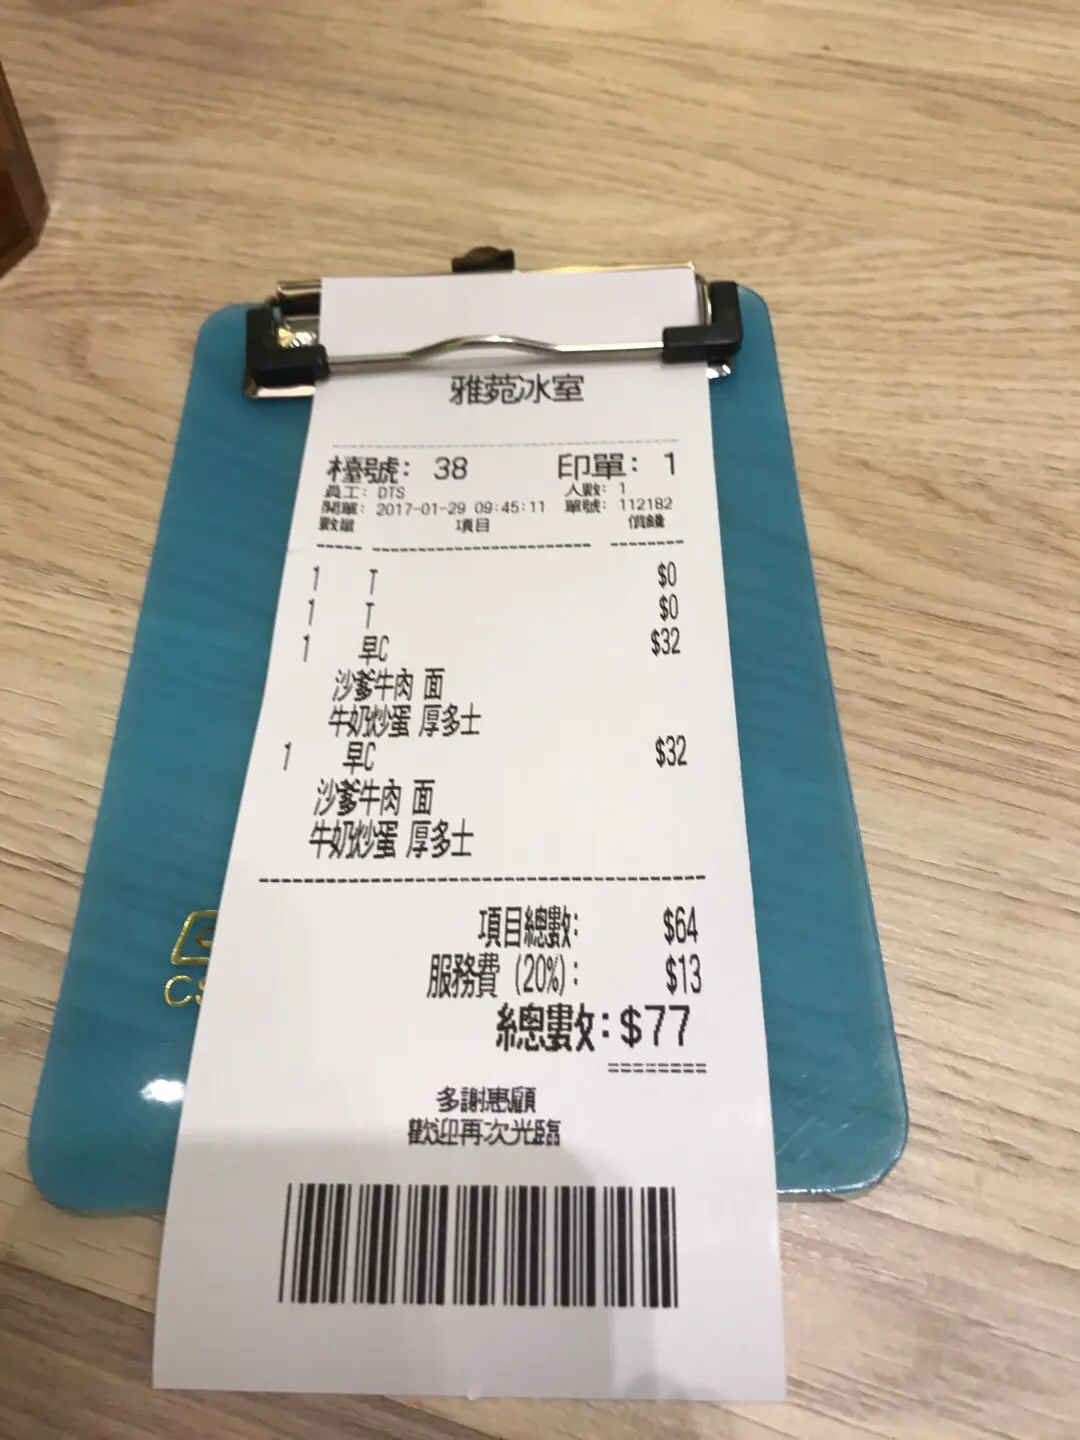 雅苑冰室
枱號: 38 印單: 1
員工: DTS 人數: 1
開單: 2017-01-29 09:45:11 單號: 112182
數量 項目 價錢
1 T $0
1 T $0
1 早C $32
沙爹牛肉 面
牛奶炒蛋 厚多士
1 早C $32
沙爹牛肉 面
牛奶炒蛋 厚多士
項目總數: $64
服務費 (20%): $13
總數: $77
========
多謝惠顧
歡迎再次光臨